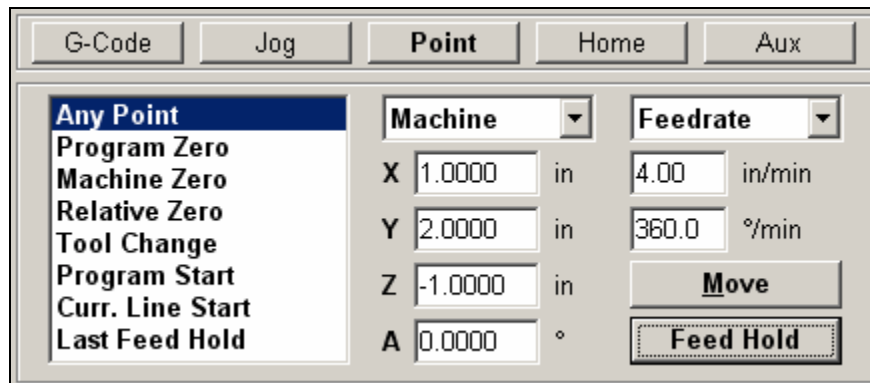 G-Code Jog Point Home Aux
Any Point
Program Zero
Machine Zero
Relative Zero
Tool Change
Program Start
Curr. Line Start
Last Feed Hold
Machine Feedrate
X 1.0000 in 4.00 in/min
Y 2.0000 in 360.0 °/min
Z -1.0000 in Move
A 0.0000 ° Feed Hold